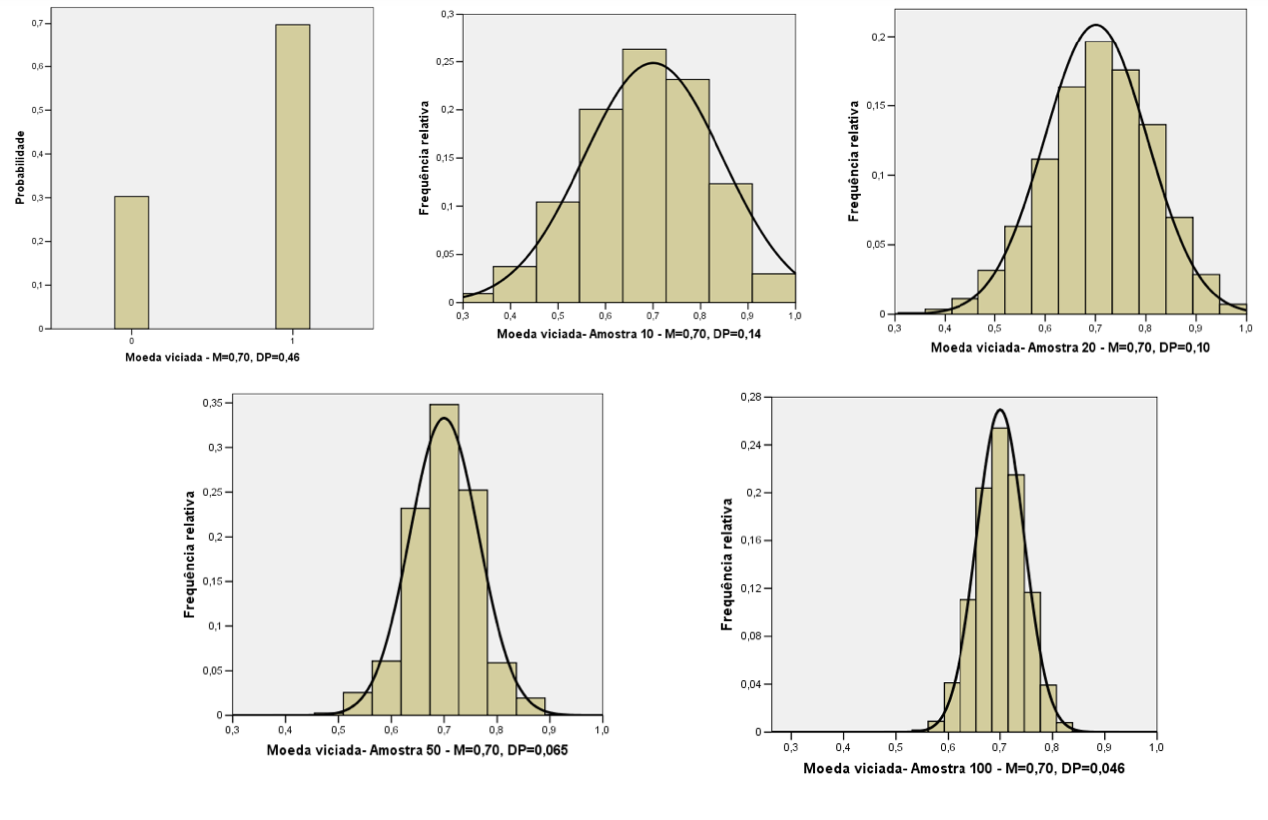 Probabilidade
0,7
0,6
0,5
0,4
0,3
0,2
0,1
0
0 1
Moeda viciada - M=0,70, DP=0,46
Frequência relativa
0,3
0,25
0,2
0,15
0,1
0,05
0
0,3 0,4 0,5 0,6 0,7 0,8 0,9 1,0
Moeda viciada- Amostra 10 - M=0,70, DP=0,14
Frequência relativa
0,2
0,15
0,1
0,05
0
0,3 0,4 0,5 0,6 0,7 0,8 0,9 1,0
Moeda viciada- Amostra 20 - M=0,70, DP=0,10
Frequência relativa
0,35
0,3
0,25
0,2
0,15
0,1
0,05
0
0,3 0,4 0,5 0,6 0,7 0,8 0,9 1,0
Moeda viciada- Amostra 50 - M=0,70, DP=0,065
Frequência relativa
0,28
0,24
0,2
0,16
0,12
0,08
0,04
0
0,3 0,4 0,5 0,6 0,7 0,8 0,9 1,0
Moeda viciada- Amostra 100 - M=0,70, DP=0,046